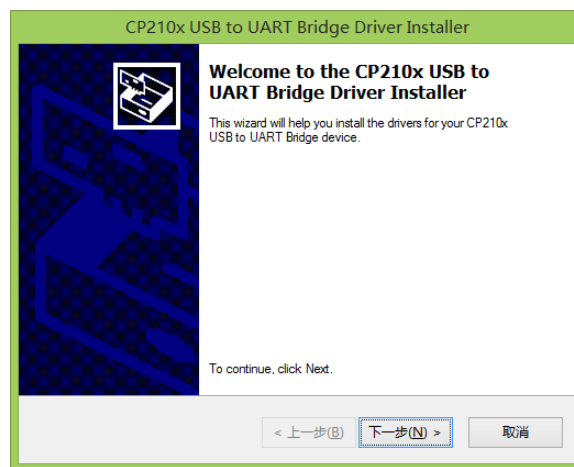 CP210x USB to UART Bridge Driver Installer
Welcome to the CP210x USB to
UART Bridge Driver Installer
This wizard will help you install the drivers for your CP210x
USB to UART Bridge device.
To continue, click Next.
< 上一步(B) 下一步(N) > 取消